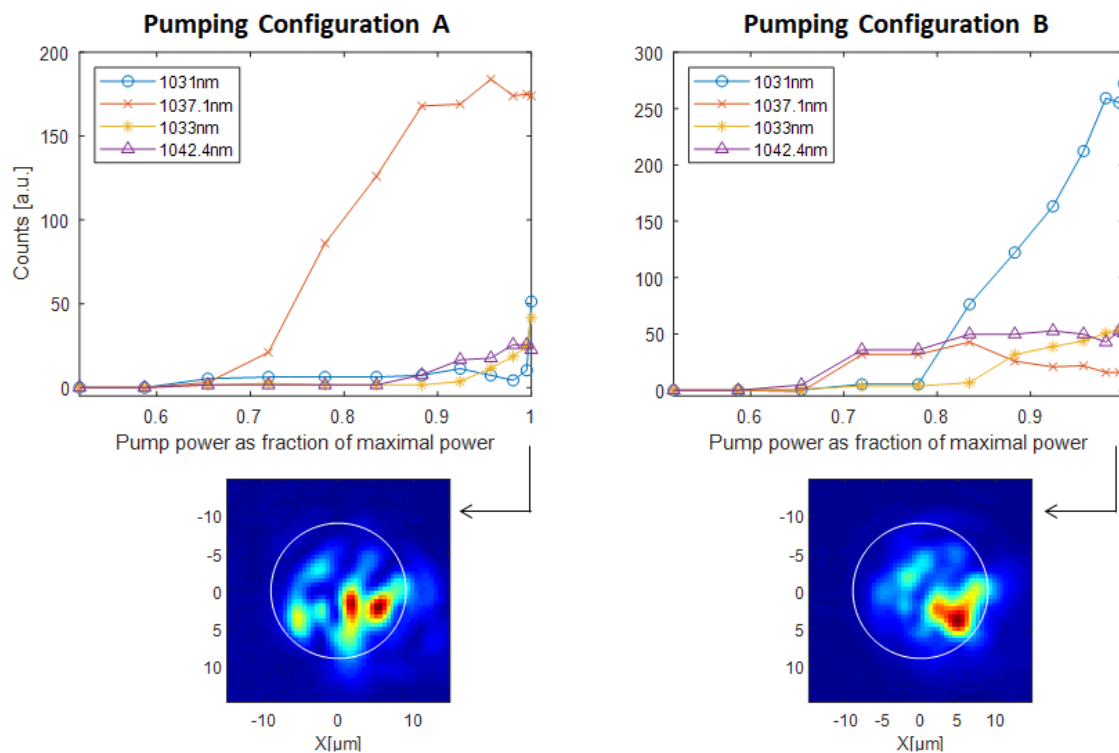 Pumping Configuration A
200
150
100
50
0
Counts [a.u.]
1031nm
1037.1nm
1033nm
1042.4nm
0.6 0.7 0.8 0.9 1
Pump power as fraction of maximal power
-10
-5
0
5
10
-10 0 10
X[µm]
Pumping Configuration B
300
250
200
150
100
50
0
1031nm
1037.1nm
1033nm
1042.4nm
0.6 0.7 0.8 0.9
Pump power as fraction of maximal power
-10
-5
0
5
10
-10 -5 0 5 10
X[µm]